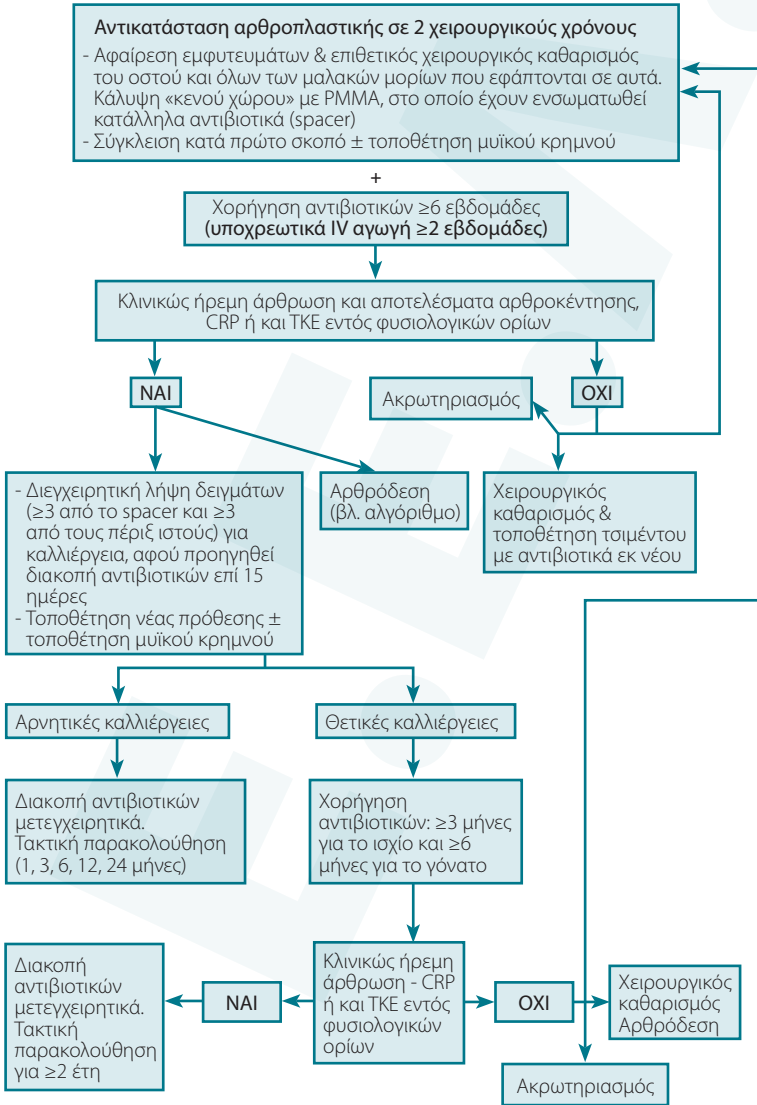 Αντικατάσταση αρθροπλαστικής σε 2 χειρουργικούς χρόνους
- Αφαίρεση εμφυτευμάτων & επιθετικός χειρουργικός καθαρισμός
του οστού και όλων των μαλακών μορίων που εφάπτονται σε αυτά.
Κάλυψη «κενού χώρου» με PMMA, στο οποίο έχουν ενσωματωθεί
κατάλληλα αντιβιοτικά (spacer)
- Σύγκλειση κατά πρώτο σκοπό ± τοποθέτηση μυϊκού κρημνού
+
Χορήγηση αντιβιοτικών ≥6 εβδομάδες
(υποχρεωτικά IV αγωγή ≥2 εβδομάδες)
Κλινικώς ήρεμη άρθρωση και αποτελέσματα αρθροκέντησης,
CRP ή και ΤΚΕ εντός φυσιολογικών ορίων
ΝΑΙ
ΟΧΙ
Ακρωτηριασμός
- Διεγχειρητική λήψη δειγμάτων
(≥3 από το spacer και ≥3
από τους πέριξ ιστούς) για
καλλιέργεια, αφού προηγηθεί
διακοπή αντιβιοτικών επί 15
ημέρες
- Τοποθέτηση νέας πρόθεσης ±
τοποθέτηση μυϊκού κρημνού
Αρθρόδεση
(βλ. αλγόριθμο)
Χειρουργικός
καθαρισμός &
τοποθέτηση τσιμέντου
με αντιβιοτικά εκ νέου
Αρνητικές καλλιέργειες
Θετικές καλλιέργειες
Διακοπή αντιβιοτικών
μετεγχειρητικά.
Τακτική παρακολούθηση
(1, 3, 6, 12, 24 μήνες)
Χορήγηση
αντιβιοτικών: ≥3 μήνες
για το ισχίο και ≥6
μήνες για το γόνατο
Διακοπή
αντιβιοτικών
μετεγχειρητικά.
Τακτική
παρακολούθηση
για ≥2 έτη
ΝΑΙ
Κλινικώς ήρεμη
άρθρωση - CRP
ή και ΤΚΕ εντός
φυσιολογικών
ορίων
ΟΧΙ
Χειρουργικός
καθαρισμός
Αρθρόδεση
Ακρωτηριασμός